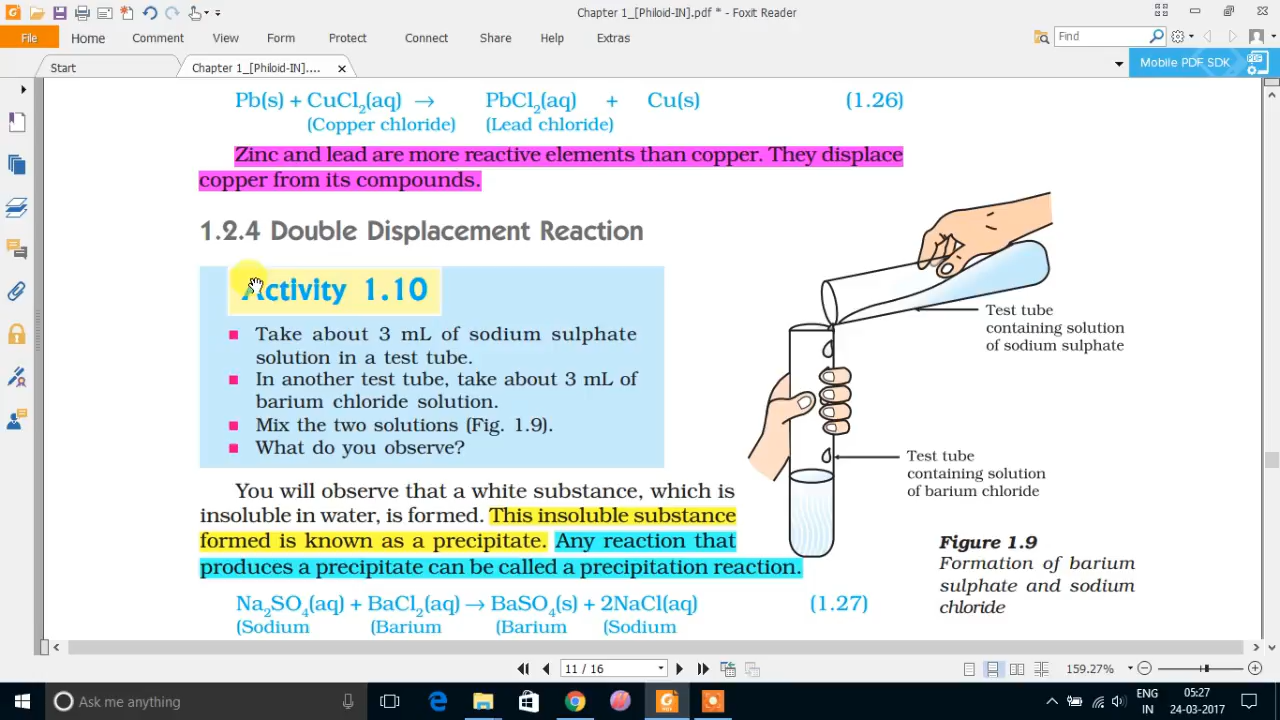 Chapter 1_[Philoid-IN].pdf * - Foxit Reader
File Home Comment View Form Protect Connect Share Help Extras Find
Start Chapter 1_[Philoid-IN].... Mobile PDF SDK
Pb(s) + CuCl₂(aq) → PbCl₂(aq) + Cu(s) (1.26)
(Copper chloride) (Lead chloride)
Zinc and lead are more reactive elements than copper. They displace
copper from its compounds.
1.2.4 Double Displacement Reaction
Activity 1.10
Take about 3 mL of sodium sulphate
solution in a test tube.
In another test tube, take about 3 mL of
barium chloride solution.
Mix the two solutions (Fig. 1.9).
What do you observe?
Test tube
containing solution
of sodium sulphate
Test tube
containing solution
of barium chloride
Figure 1.9
Formation of barium
sulphate and sodium
chloride
You will observe that a white substance, which is
insoluble in water, is formed. This insoluble substance
formed is known as a precipitate. Any reaction that
produces a precipitate can be called a precipitation reaction.
Na₂SO₄(aq) + BaCl₂(aq) → BaSO₄(s) + 2NaCl(aq) (1.27)
(Sodium (Barium (Barium (Sodium
11 / 16 159.27%
Ask me anything ENG 05:27
IN 24-03-2017